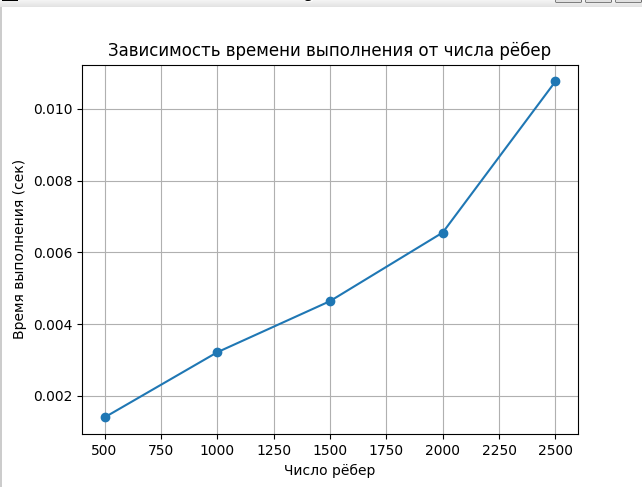 Зависимость времени выполнения от числа рёбер
0.010
0.008
0.006
0.004
0.002
Время выполнения (сек)
500 750 1000 1250 1500 1750 2000 2250 2500
Число рёбер